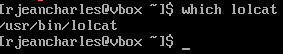 [rjeancharles@vbox ~]$ which lolcat
/usr/bin/lolcat
[rjeancharles@vbox ~]$ _